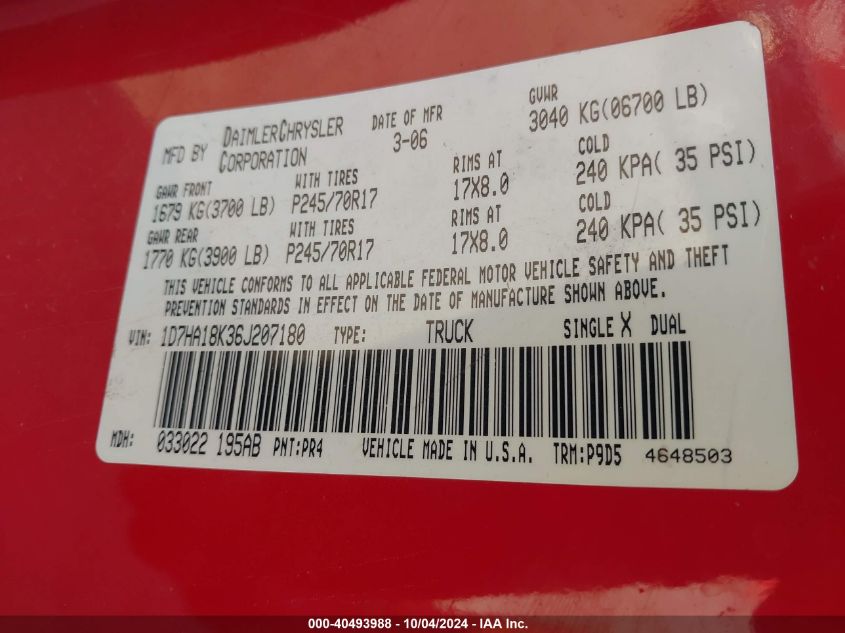 MFD BY DAIMLERCHRYSLER CORPORATION DATE OF MFR 3-06 GVWR 3040 KG(06700 LB)
GAWR FRONT WITH TIRES RIMS AT COLD
1679 KG(3700 LB) P245/70R17 17X8.0 240 KPA( 35 PSI)
GAWR REAR WITH TIRES RIMS AT COLD
1770 KG(3900 LB) P245/70R17 17X8.0 240 KPA( 35 PSI)
THIS VEHICLE CONFORMS TO ALL APPLICABLE FEDERAL MOTOR VEHICLE SAFETY AND THEFT
PREVENTION STANDARDS IN EFFECT ON THE DATE OF MANUFACTURE SHOWN ABOVE.
VIN: 1D7HA18K36J207180 TYPE: TRUCK SINGLE X DUAL
MDH: 033022 195AB PNT:PR4 VEHICLE MADE IN U.S.A. TRM:P9D5 4648503
000-40493988 - 10/04/2024 - IAA Inc.